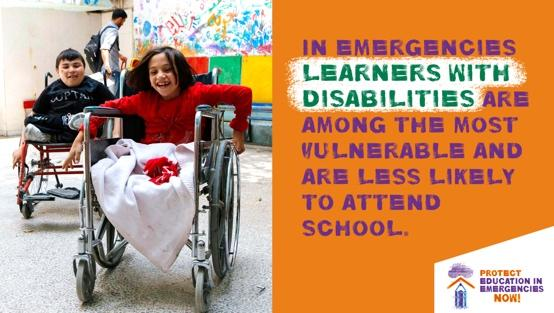 IN EMERGENCIES
LEARNERS WITH
DISABILITIES ARE
AMONG THE MOST
VULNERABLE AND
ARE LESS LIKELY
TO ATTEND
SCHOOL.
PROTECT
EDUCATION IN
EMERGENCIES
NOW!